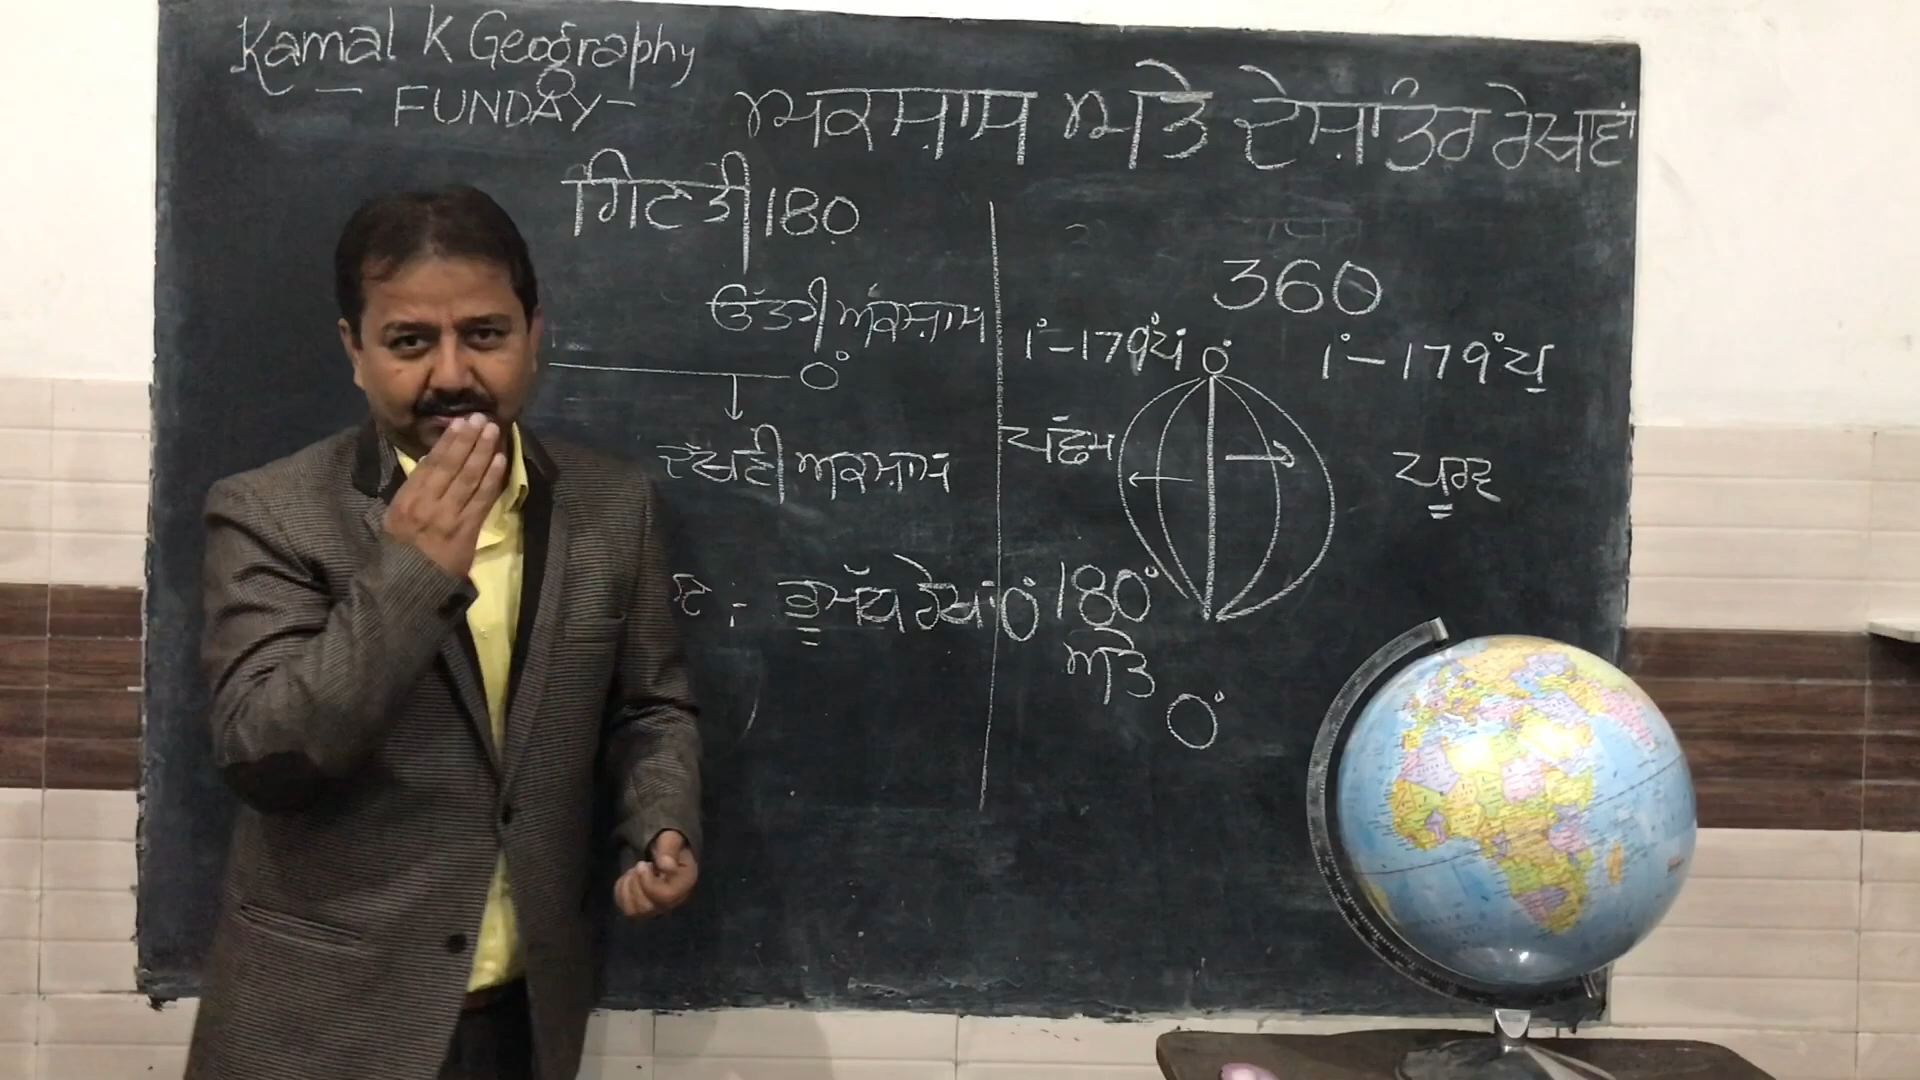 Kamal K Geography
- FUNDAY -
ਅਕਸ਼ਾਸ਼ ਅਤੇ ਦੇਸ਼ਾਂਤਰ ਰੇਖਾਵਾਂ
ਗਿਣਤੀ 180
ਉੱਤਰੀ ਅਕਸ਼ਾਸ਼
0°
ਦੱਖਣੀ ਅਕਸ਼ਾਸ਼
: ਭੂਮੱਧ ਰੇਖਾ 0°
360
1°-179°ਪੱ
0°
1°-179°ਪੂ
ਪੱਛਮ
ਪੂਰਵ
180°
ਅਤੇ
0°